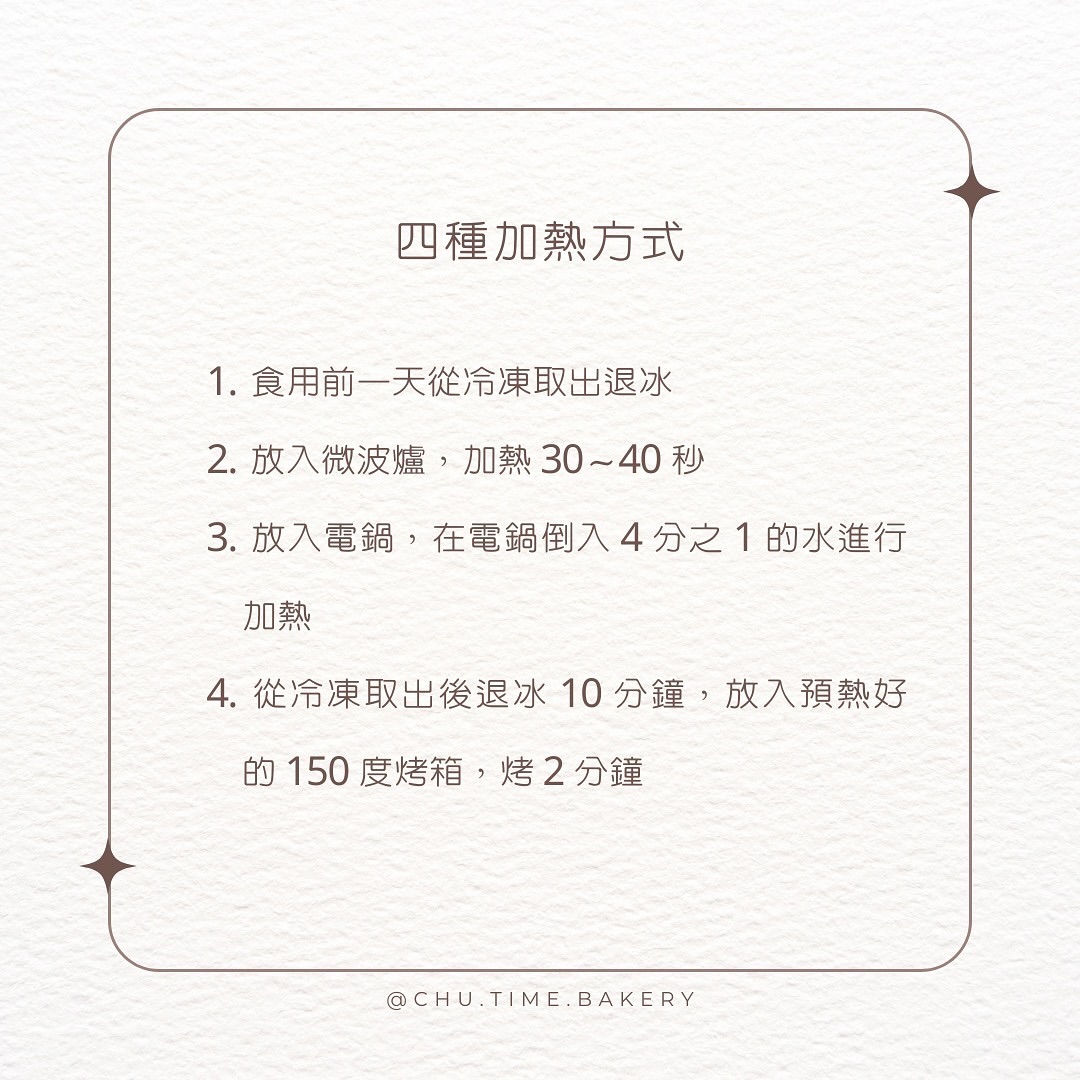 四種加熱方式
1. 食用前一天從冷凍取出退冰
2. 放入微波爐，加熱 30~40 秒
3. 放入電鍋，在電鍋倒入 4 分之 1 的水進行
加熱
4. 從冷凍取出後退冰 10 分鐘，放入預熱好
的 150 度烤箱，烤 2 分鐘
@CHU.TIME.BAKERY